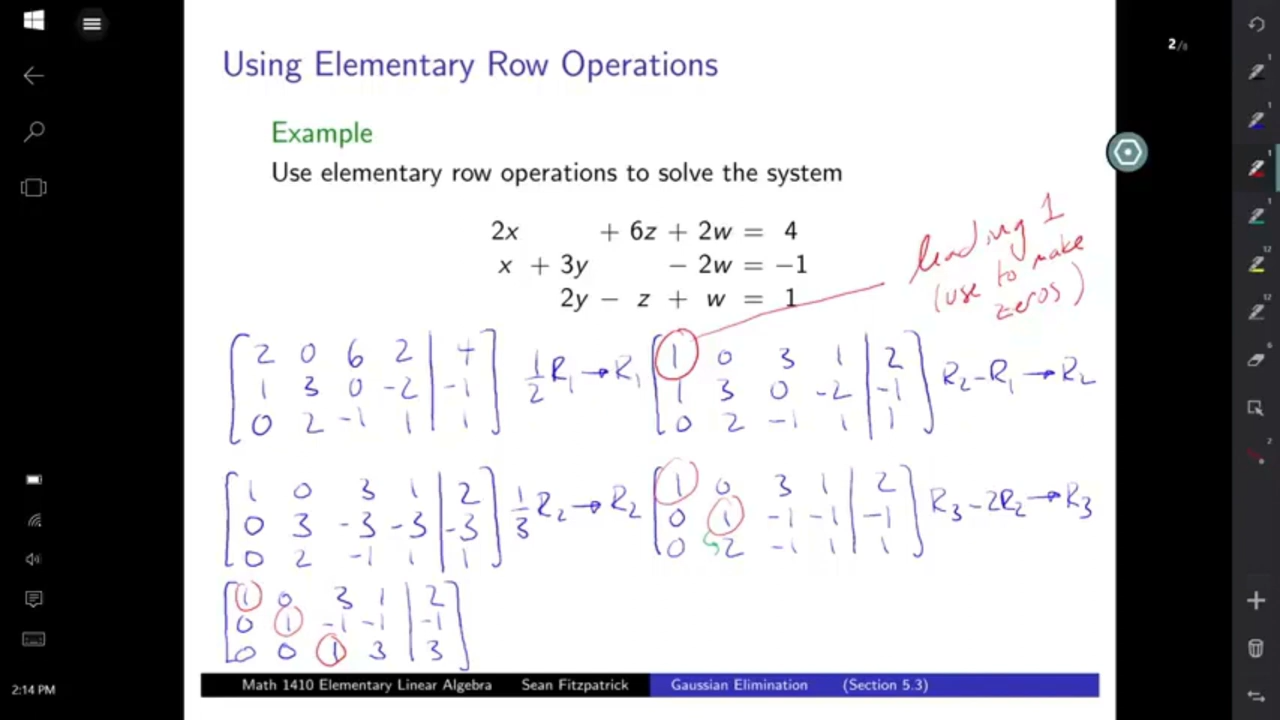 2/8
Using Elementary Row Operations
Example
Use elementary row operations to solve the system
2x + 6z + 2w = 4
x + 3y − 2w = −1
2y − z + w = 1
leading 1
(use to make
zeros)
[2 0 6 2 | 4] ½R₁→R₁ [1 0 3 1 | 2] R₂-R₁→R₂
[1 3 0 -2 | -1] [1 3 0 -2 | -1]
[0 2 -1 1 | 1] [0 2 -1 1 | 1]
[1 0 3 1 | 2] ⅓R₂→R₂ [1 0 3 1 | 2] R₃-2R₂→R₃
[0 3 -3 -3 | -3] [0 1 -1 -1 | -1]
[0 2 -1 1 | 1] [0 2 -1 1 | 1]
[1 0 3 1 | 2]
[0 1 -1 -1 | -1]
[0 0 1 3 | 3]
Math 1410 Elementary Linear Algebra Sean Fitzpatrick Gaussian Elimination (Section 5.3)
2:14 PM